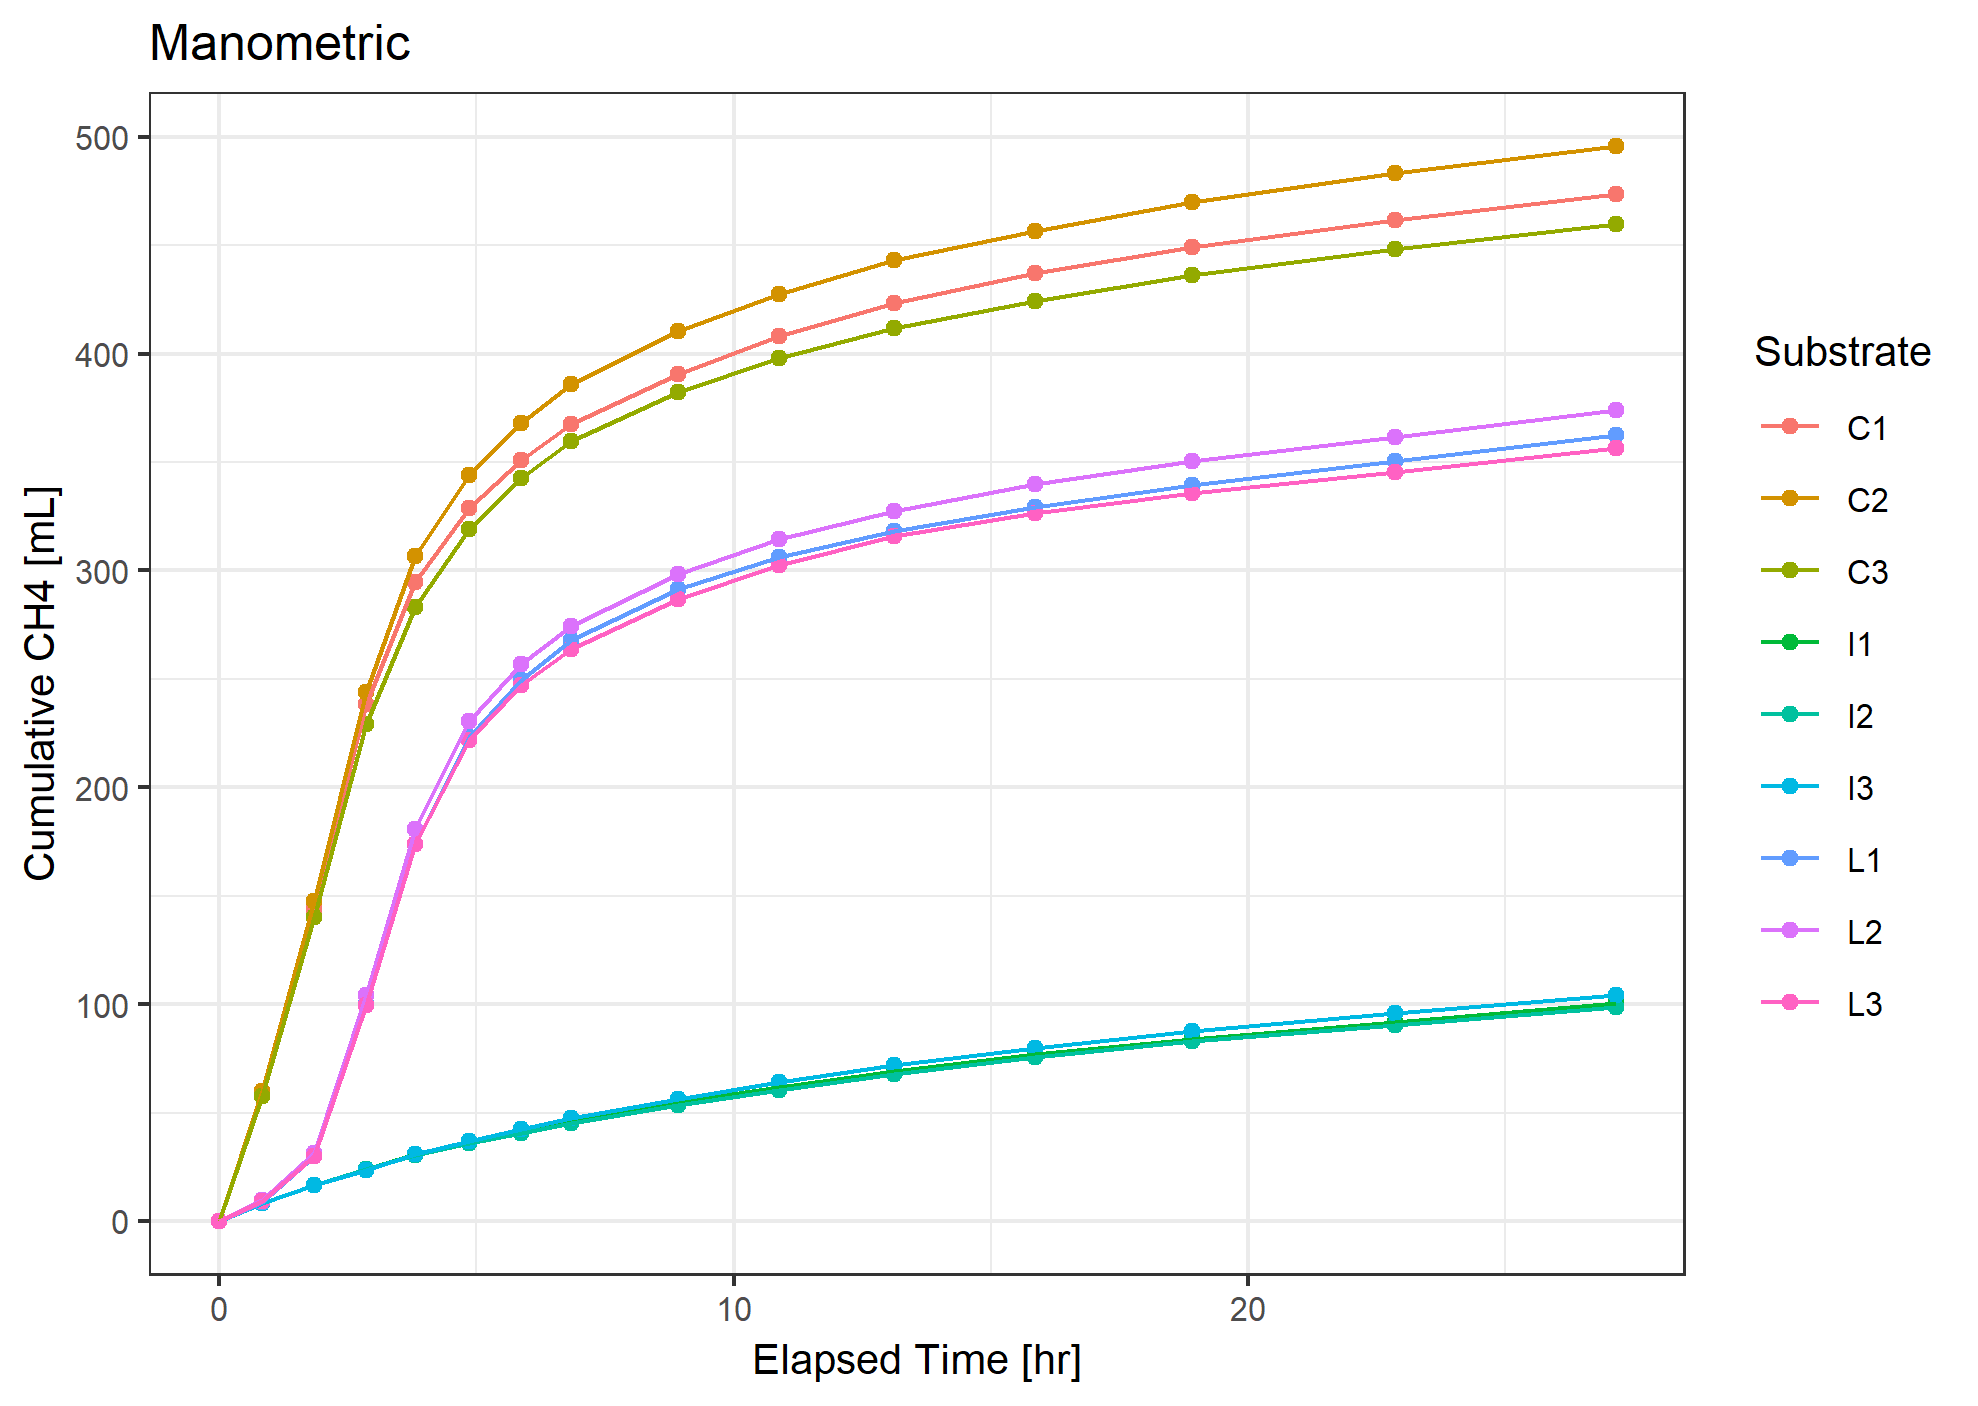 Manometric
500
400
300
200
100
0
Cumulative CH4 [mL]
0 10 20
Elapsed Time [hr]
Substrate
C1
C2
C3
I1
I2
I3
L1
L2
L3